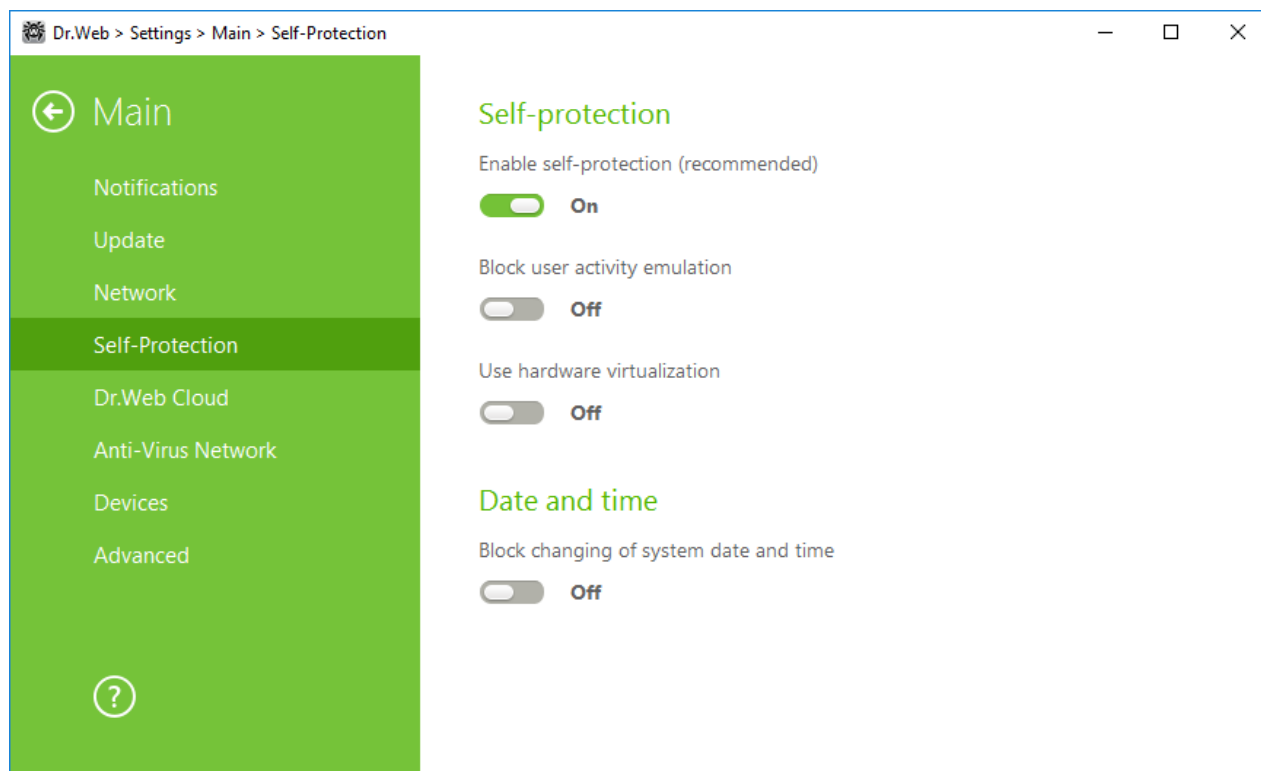 Dr.Web > Settings > Main > Self-Protection
Main
Notifications
Update
Network
Self-Protection
Dr.Web Cloud
Anti-Virus Network
Devices
Advanced
?
Self-protection
Enable self-protection (recommended)
On
Block user activity emulation
Off
Use hardware virtualization
Off
Date and time
Block changing of system date and time
Off